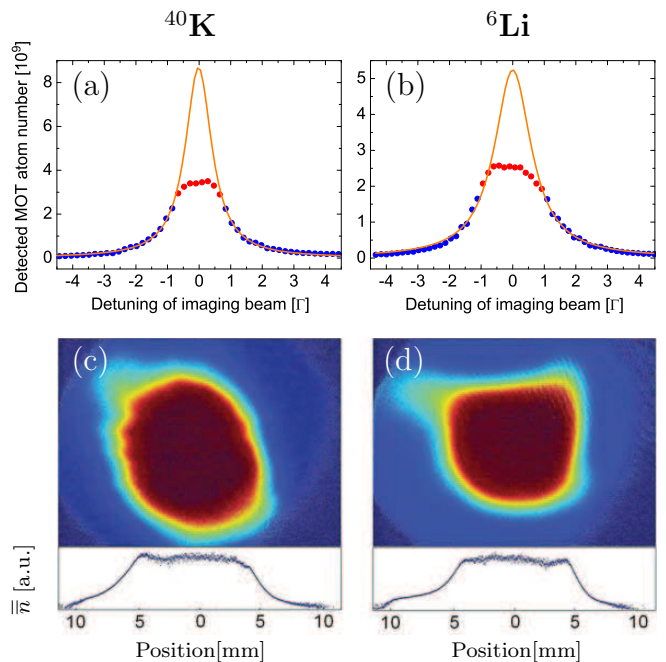 ⁴⁰K ⁶Li
(a) (b)
Detected MOT atom number [10⁹]
8
6
4
2
0
5
4
3
2
1
0
-4 -3 -2 -1 0 1 2 3 4
-4 -3 -2 -1 0 1 2 3 4
Detuning of imaging beam [Γ] Detuning of imaging beam [Γ]
(c) (d)
n̿ [a.u.]
10 5 0 5 10
10 5 0 5 10
Position[mm] Position[mm]